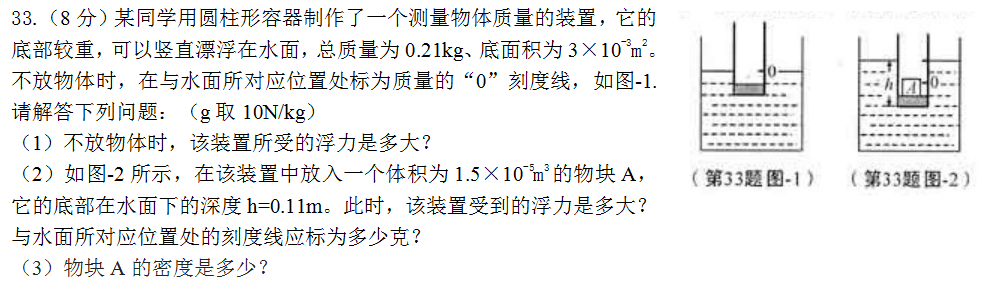 33.（8 分）某同学用圆柱形容器制作了一个测量物体质量的装置，它的
底部较重，可以竖直漂浮在水面，总质量为 0.21kg、底面积为 3×10⁻³m²。
不放物体时，在与水面所对应位置处标为质量的“0”刻度线，如图-1.
请解答下列问题：（g 取 10N/kg）
（1）不放物体时，该装置所受的浮力是多大？
（2）如图-2 所示，在该装置中放入一个体积为 1.5×10⁻⁵m³的物块 A，
它的底部在水面下的深度 h=0.11m。此时，该装置受到的浮力是多大？
与水面所对应位置处的刻度线应标为多少克？
（3）物块 A 的密度是多少？
0
h
A
0
（第33题图-1）
（第33题图-2）